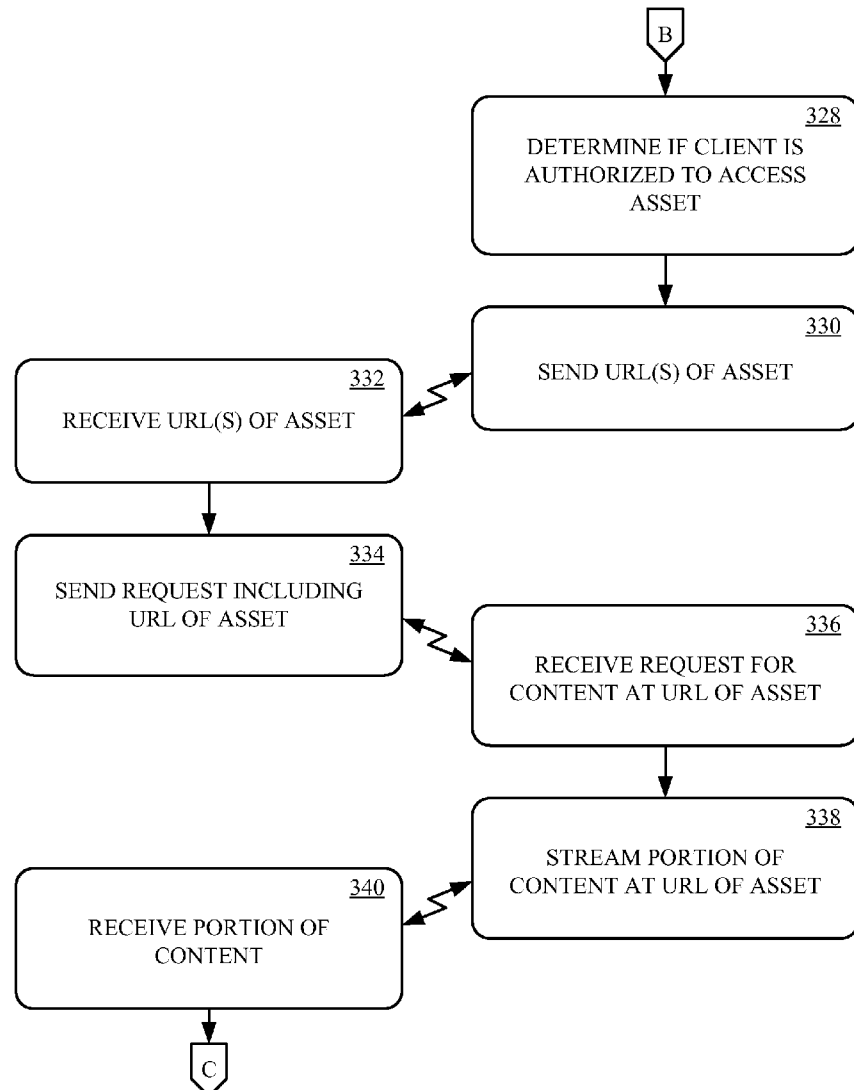 B
328
DETERMINE IF CLIENT IS
AUTHORIZED TO ACCESS
ASSET
330
SEND URL(S) OF ASSET
332
RECEIVE URL(S) OF ASSET
334
SEND REQUEST INCLUDING
URL OF ASSET
336
RECEIVE REQUEST FOR
CONTENT AT URL OF ASSET
338
STREAM PORTION OF
CONTENT AT URL OF ASSET
340
RECEIVE PORTION OF
CONTENT
C